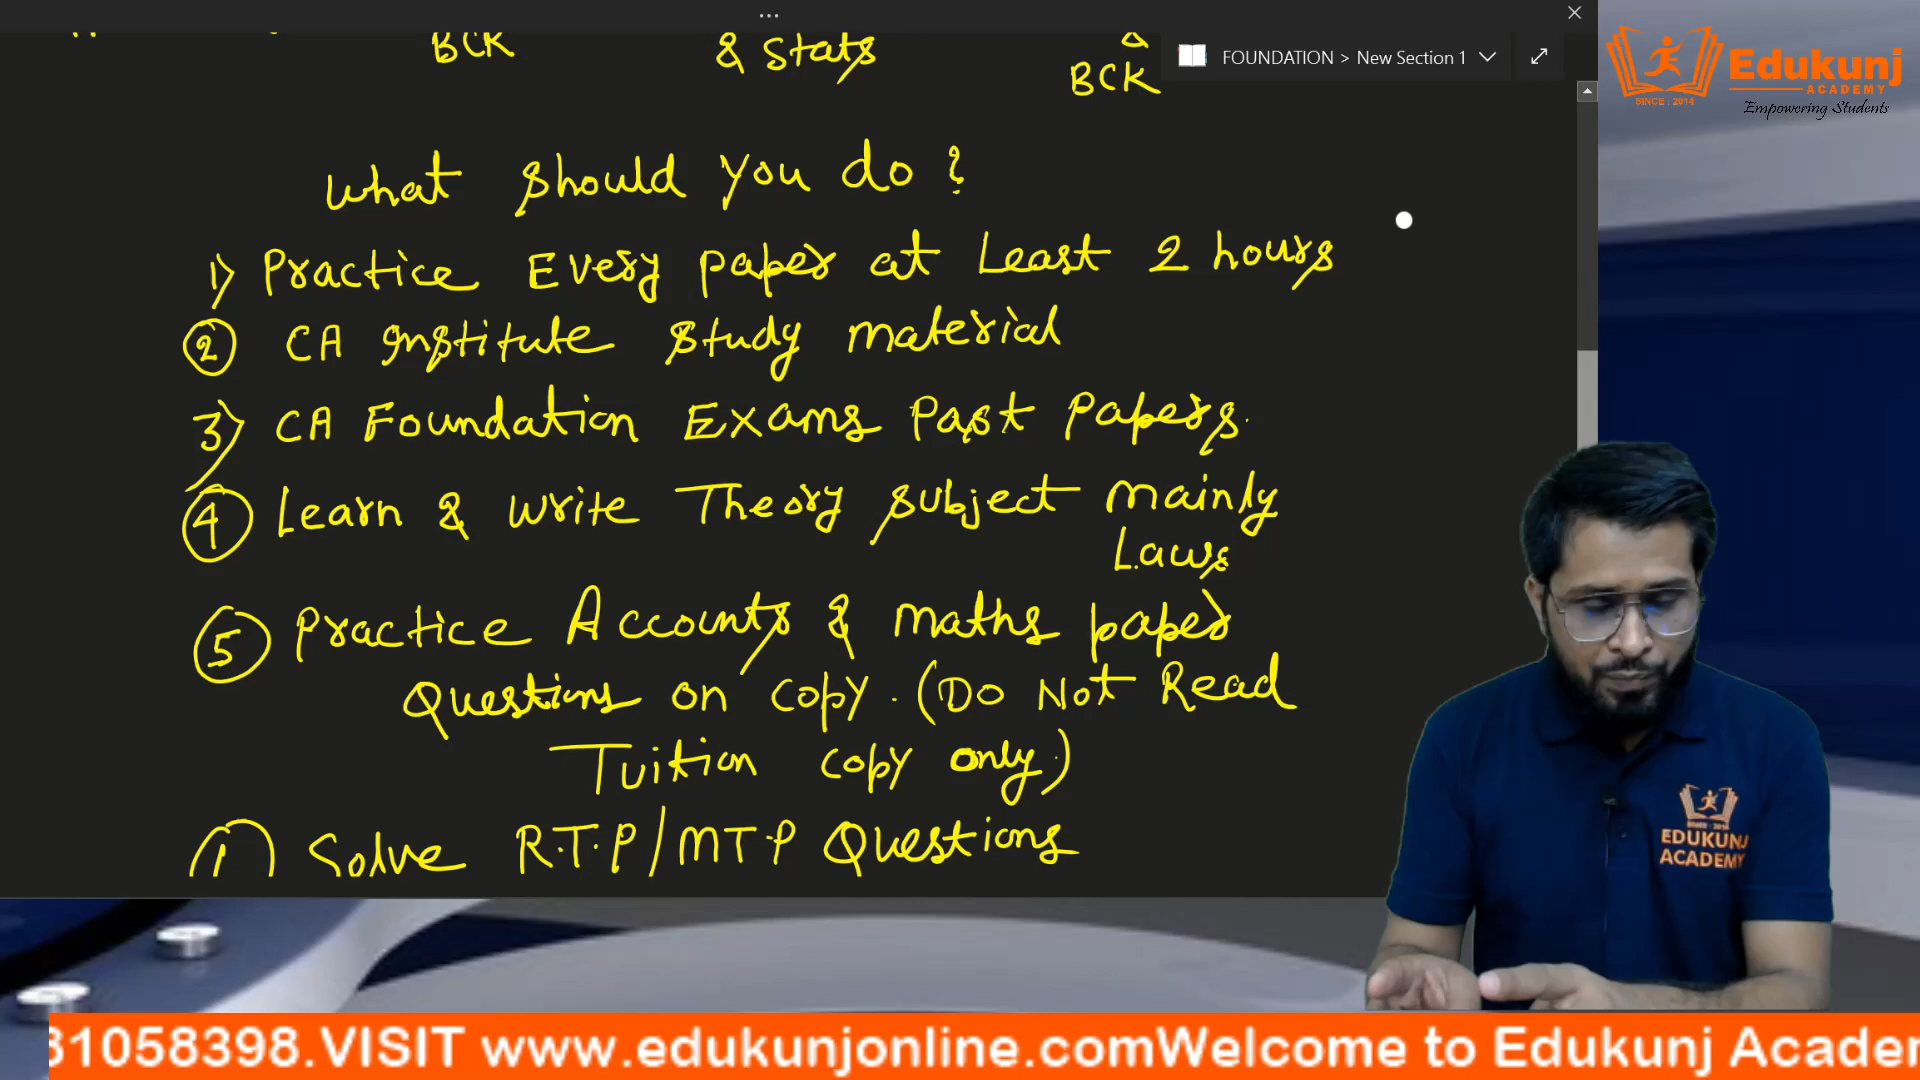 BCK
& Stats
&
BCK
FOUNDATION > New Section 1
Edukunj
ACADEMY
SINCE : 2014
Empowering Students
What should you do ?
1) Practice Every paper at Least 2 hours
② CA Institute study material
3) CA Foundation Exams Past Papers.
④ Learn & write Theory subject mainly
Laws
⑤ Practice Accounts & maths paper
Questions on copy. (Do Not Read
Tuition copy only.)
Solve R.T.P/MTP Questions
EDUKUNJ
ACADEMY
31058398.VISIT www.edukunjonline.comWelcome to Edukunj Academ